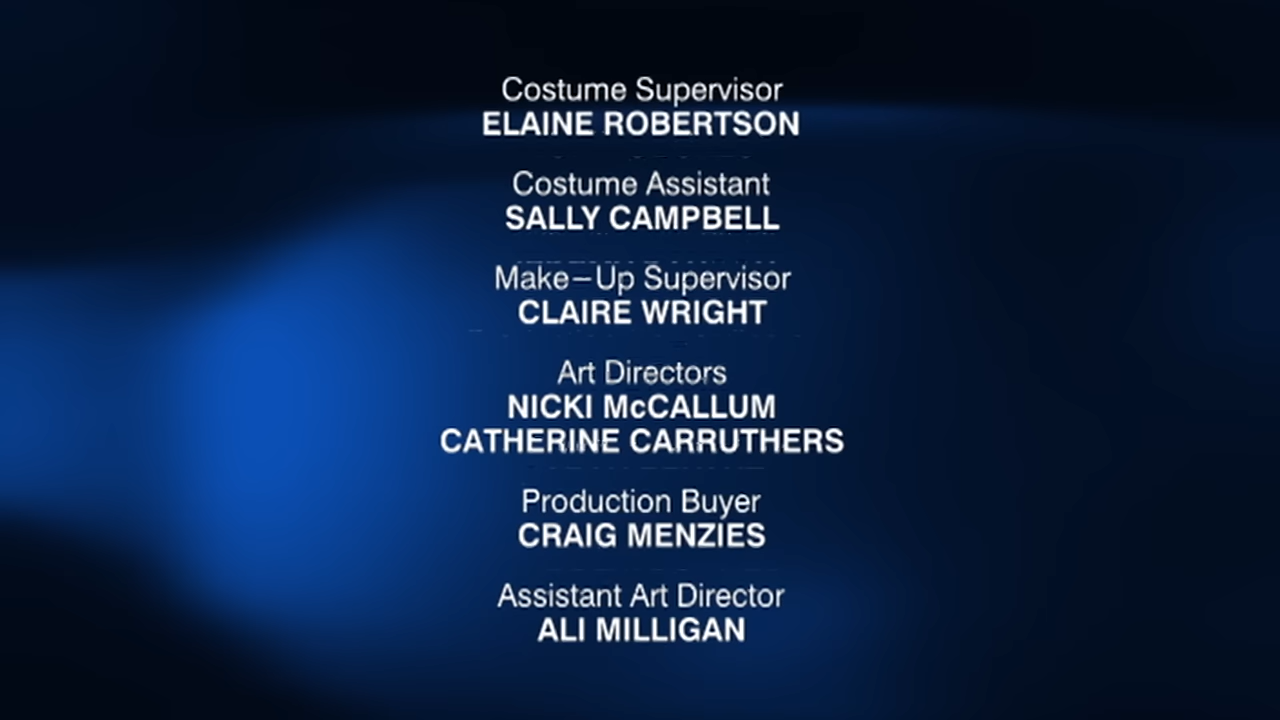 Costume Supervisor
ELAINE ROBERTSON
Costume Assistant
SALLY CAMPBELL
Make-Up Supervisor
CLAIRE WRIGHT
Art Directors
NICKI McCALLUM
CATHERINE CARRUTHERS
Production Buyer
CRAIG MENZIES
Assistant Art Director
ALI MILLIGAN